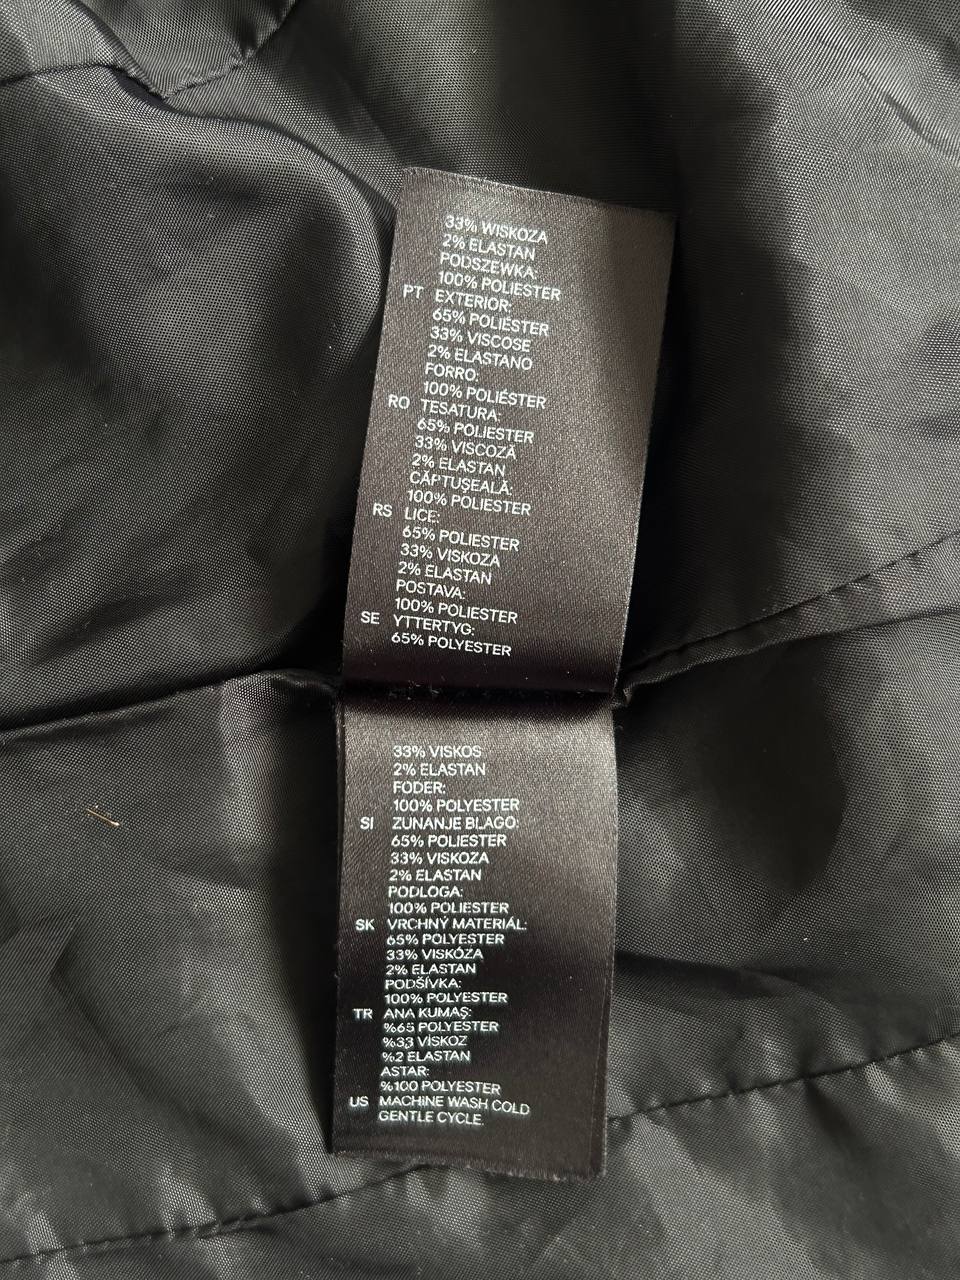 33% WISKOZA
2% ELASTAN
PODSZEWKA:
100% POLIESTER
PT EXTERIOR:
65% POLIÉSTER
33% VISCOSE
2% ELASTANO
FORRO:
100% POLIÉSTER
RO TESATURA:
65% POLIESTER
33% VISCOZĂ
2% ELASTAN
CĂPTUŞEALĂ:
100% POLIESTER
RS LICE:
65% POLIESTER
33% VISKOZA
2% ELASTAN
POSTAVA:
100% POLIESTER
SE YTTERTYG:
65% POLYESTER
33% VISKOS
2% ELASTAN
FODER:
100% POLYESTER
SI ZUNANJE BLAGO:
65% POLIESTER
33% VISKOZA
2% ELASTAN
PODLOGA:
100% POLIESTER
SK VRCHNÝ MATERIÁL:
65% POLYESTER
33% VISKÓZA
2% ELASTAN
PODŠÍVKA:
100% POLYESTER
TR ANA KUMAŞ:
%65 POLYESTER
%33 VİSKOZ
%2 ELASTAN
ASTAR:
%100 POLYESTER
US MACHINE WASH COLD
GENTLE CYCLE.